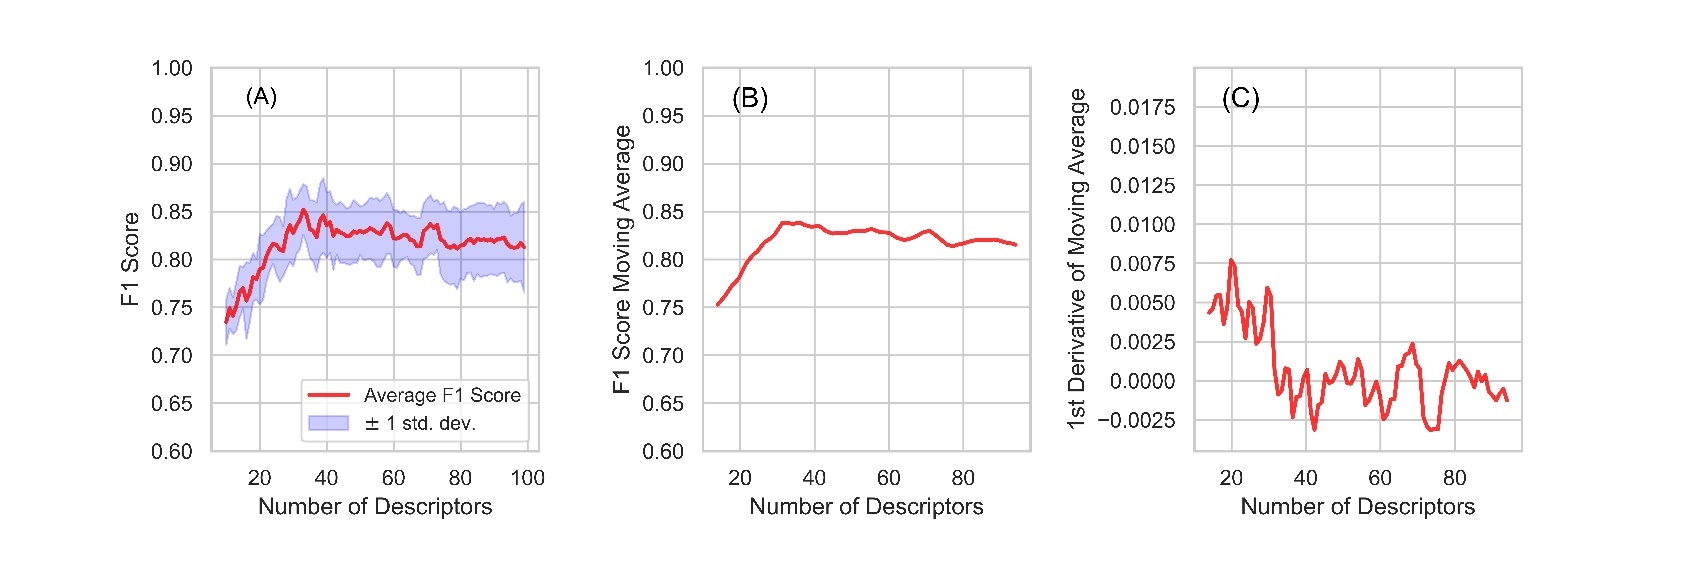 (A)
F1 Score
1.00
0.95
0.90
0.85
0.80
0.75
0.70
0.65
0.60
Average F1 Score
± 1 std. dev.
20 40 60 80 100
Number of Descriptors
(B)
F1 Score Moving Average
1.00
0.95
0.90
0.85
0.80
0.75
0.70
0.65
0.60
20 40 60 80
Number of Descriptors
(C)
1st Derivative of Moving Average
0.0175
0.0150
0.0125
0.0100
0.0075
0.0050
0.0025
0.0000
−0.0025
20 40 60 80
Number of Descriptors